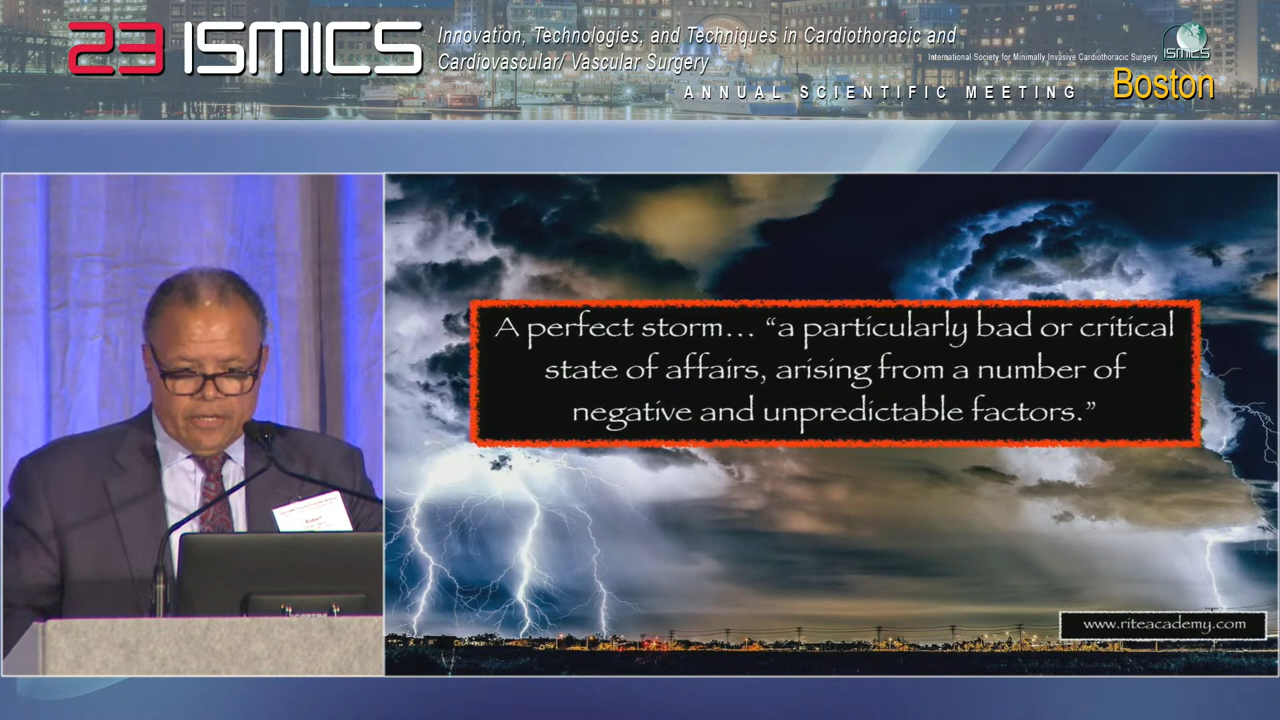 23 ISMICS
Innovation, Technologies, and Techniques in Cardiothoracic and
Cardiovascular/ Vascular Surgery
International Society for Minimally Invasive Cardiothoracic Surgery
ISMICS
Boston
ANNUAL SCIENTIFIC MEETING
A perfect storm... “a particularly bad or critical
state of affairs, arising from a number of
negative and unpredictable factors.”
www.riteacademy.com
Robert